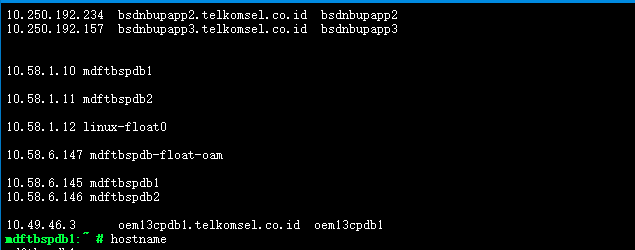 10.250.192.234 bsdnbupapp2.telkomsel.co.id bsdnbupapp2
10.250.192.157 bsdnbupapp3.telkomsel.co.id bsdnbupapp3
10.58.1.10 mdftbspdb1
10.58.1.11 mdftbspdb2
10.58.1.12 linux-float0
10.58.6.147 mdftbspdb-float-oam
10.58.6.145 mdftbspdb1
10.58.6.146 mdftbspdb2
10.49.46.3 oem13cpdb1.telkomsel.co.id oem13cpdb1
mdftbspdb1:~ # hostname